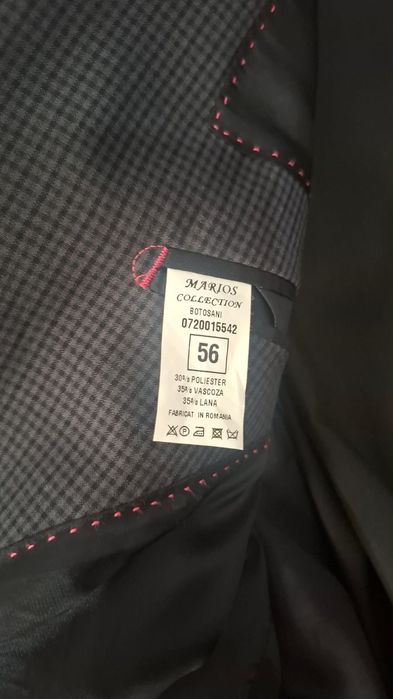 MARIOS
COLLECTION
BOTOSANI
0720015542
56
30% POLIESTER
35% VASCOZA
35% LANA
FABRICAT IN ROMANIA